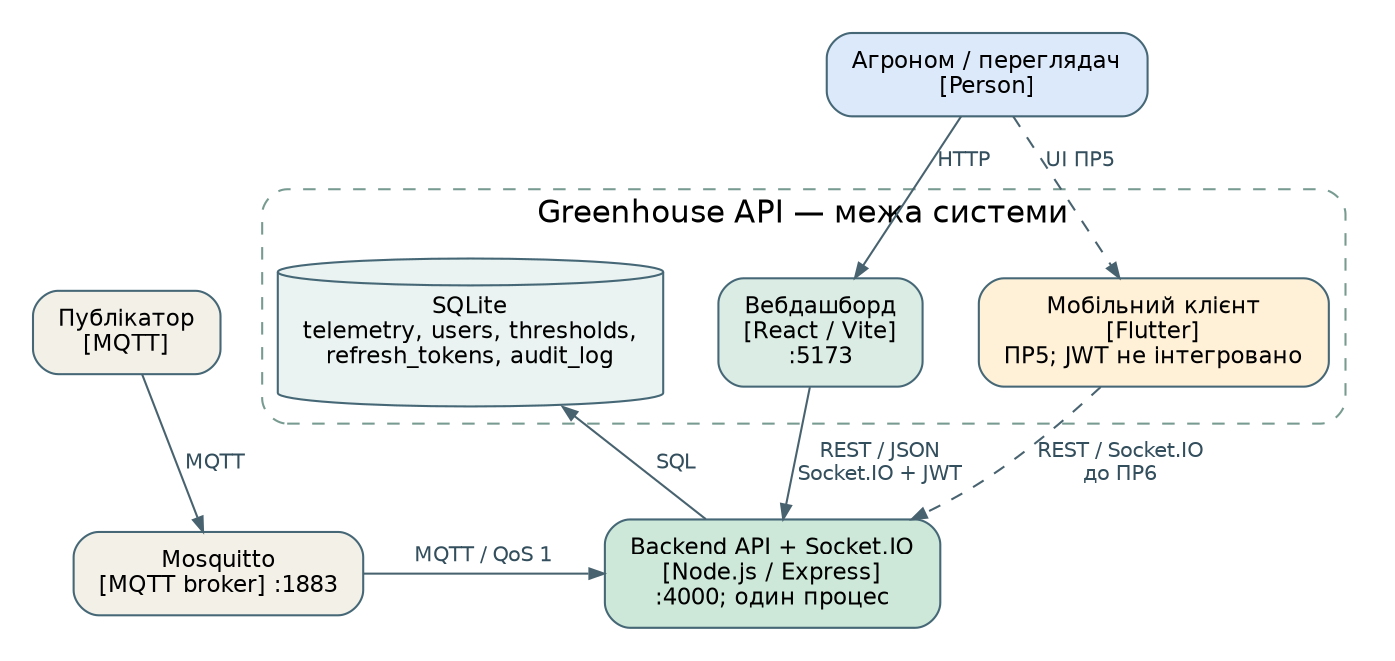 Агроном / переглядач
[Person]
HTTP
UI ПР5
Greenhouse API — межа системи
SQLite
telemetry, users, thresholds,
refresh_tokens, audit_log
Вебдашборд
[React / Vite]
:5173
Мобільний клієнт
[Flutter]
ПР5; JWT не інтегровано
Публікатор
[MQTT]
MQTT
SQL
REST / JSON
Socket.IO + JWT
REST / Socket.IO
до ПР6
Mosquitto
[MQTT broker] :1883
MQTT / QoS 1
Backend API + Socket.IO
[Node.js / Express]
:4000; один процес